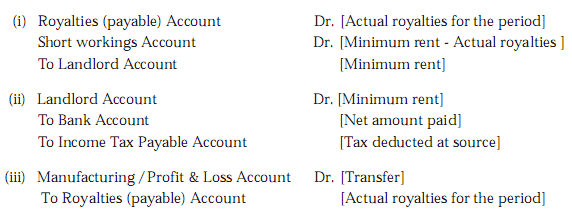 (i) Royalties (payable) Account Dr. [Actual royalties for the period]
Short workings Account Dr. [Minimum rent - Actual royalties ]
To Landlord Account [Minimum rent]
(ii) Landlord Account Dr. [Minimum rent]
To Bank Account [Net amount paid]
To Income Tax Payable Account [Tax deducted at source]
(iii) Manufacturing / Profit & Loss Account Dr. [Transfer]
To Royalties (payable) Account [Actual royalties for the period]